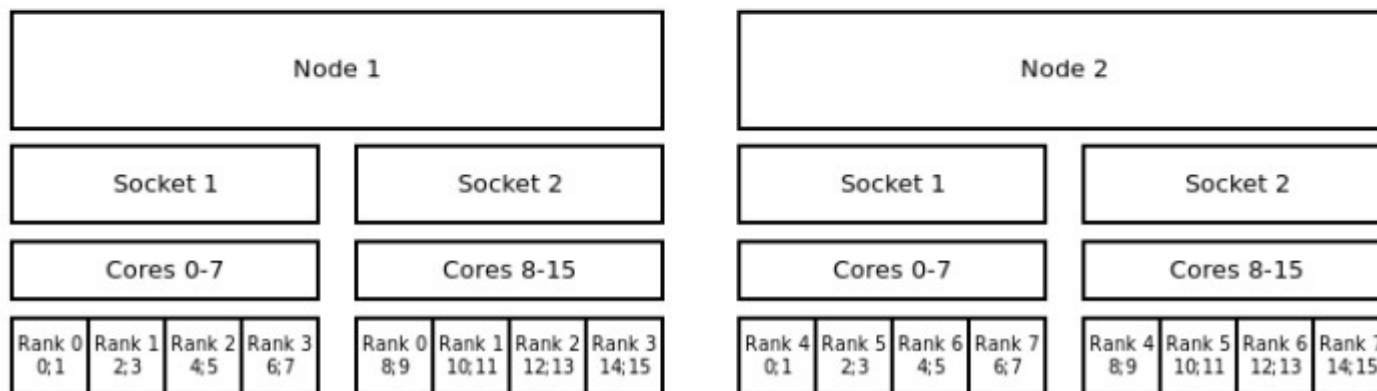 Node 1
Node 2
Socket 1
Socket 2
Socket 1
Socket 2
Cores 0-7
Cores 8-15
Cores 0-7
Cores 8-15
Rank 0 Rank 1 Rank 2 Rank 3
0;1 2;3 4;5 6;7
Rank 0 Rank 1 Rank 2 Rank 3
8;9 10;11 12;13 14;15
Rank 4 Rank 5 Rank 6 Rank 7
0;1 2;3 4;5 6;7
Rank 4 Rank 5 Rank 6 Rank 7
8;9 10;11 12;13 14;15